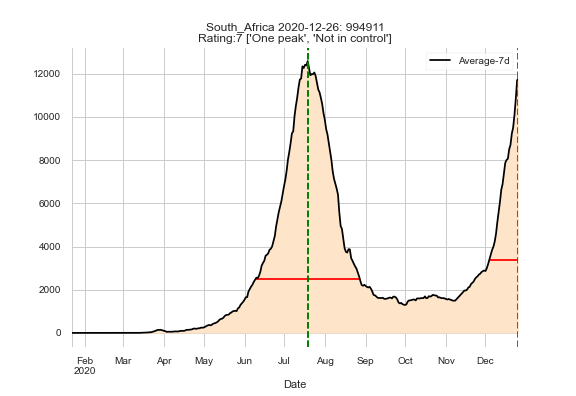 South_Africa 2020-12-26: 994911
Rating:7 ['One peak', 'Not in control']
Average-7d
12000
10000
8000
6000
4000
2000
0
Feb Mar Apr May Jun Jul Aug Sep Oct Nov Dec
2020
Date